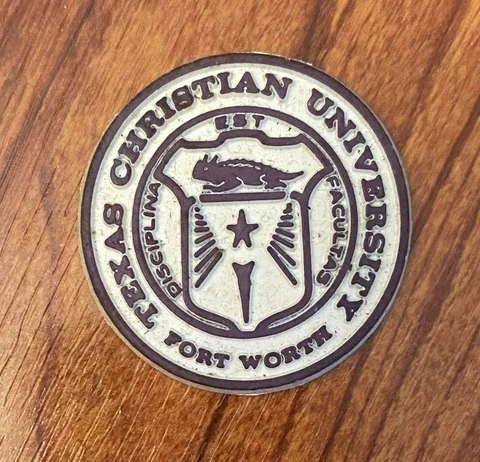 TEXAS CHRISTIAN UNIVERSITY
FORT WORTH
DISCIPLINA EST FACULTAS